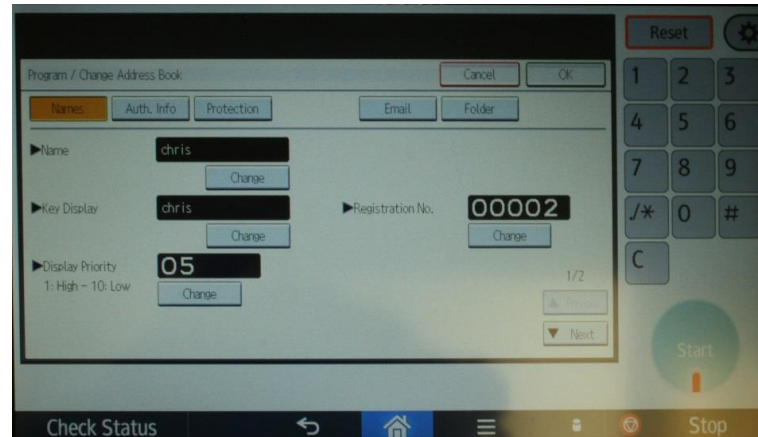 Reset
Program / Change Address Book
Cancel
OK
1 2 3
Names
Auth. Info
Protection
Email
Folder
4 5 6
▶Name
chris
Change
7 8 9
▶Key Display
chris
▶Registration No.
00002
Change
Change
./* 0 #
▶Display Priority
05
1: High - 10: Low
Change
1/2
C
▼ Next
Start
Check Status
Stop